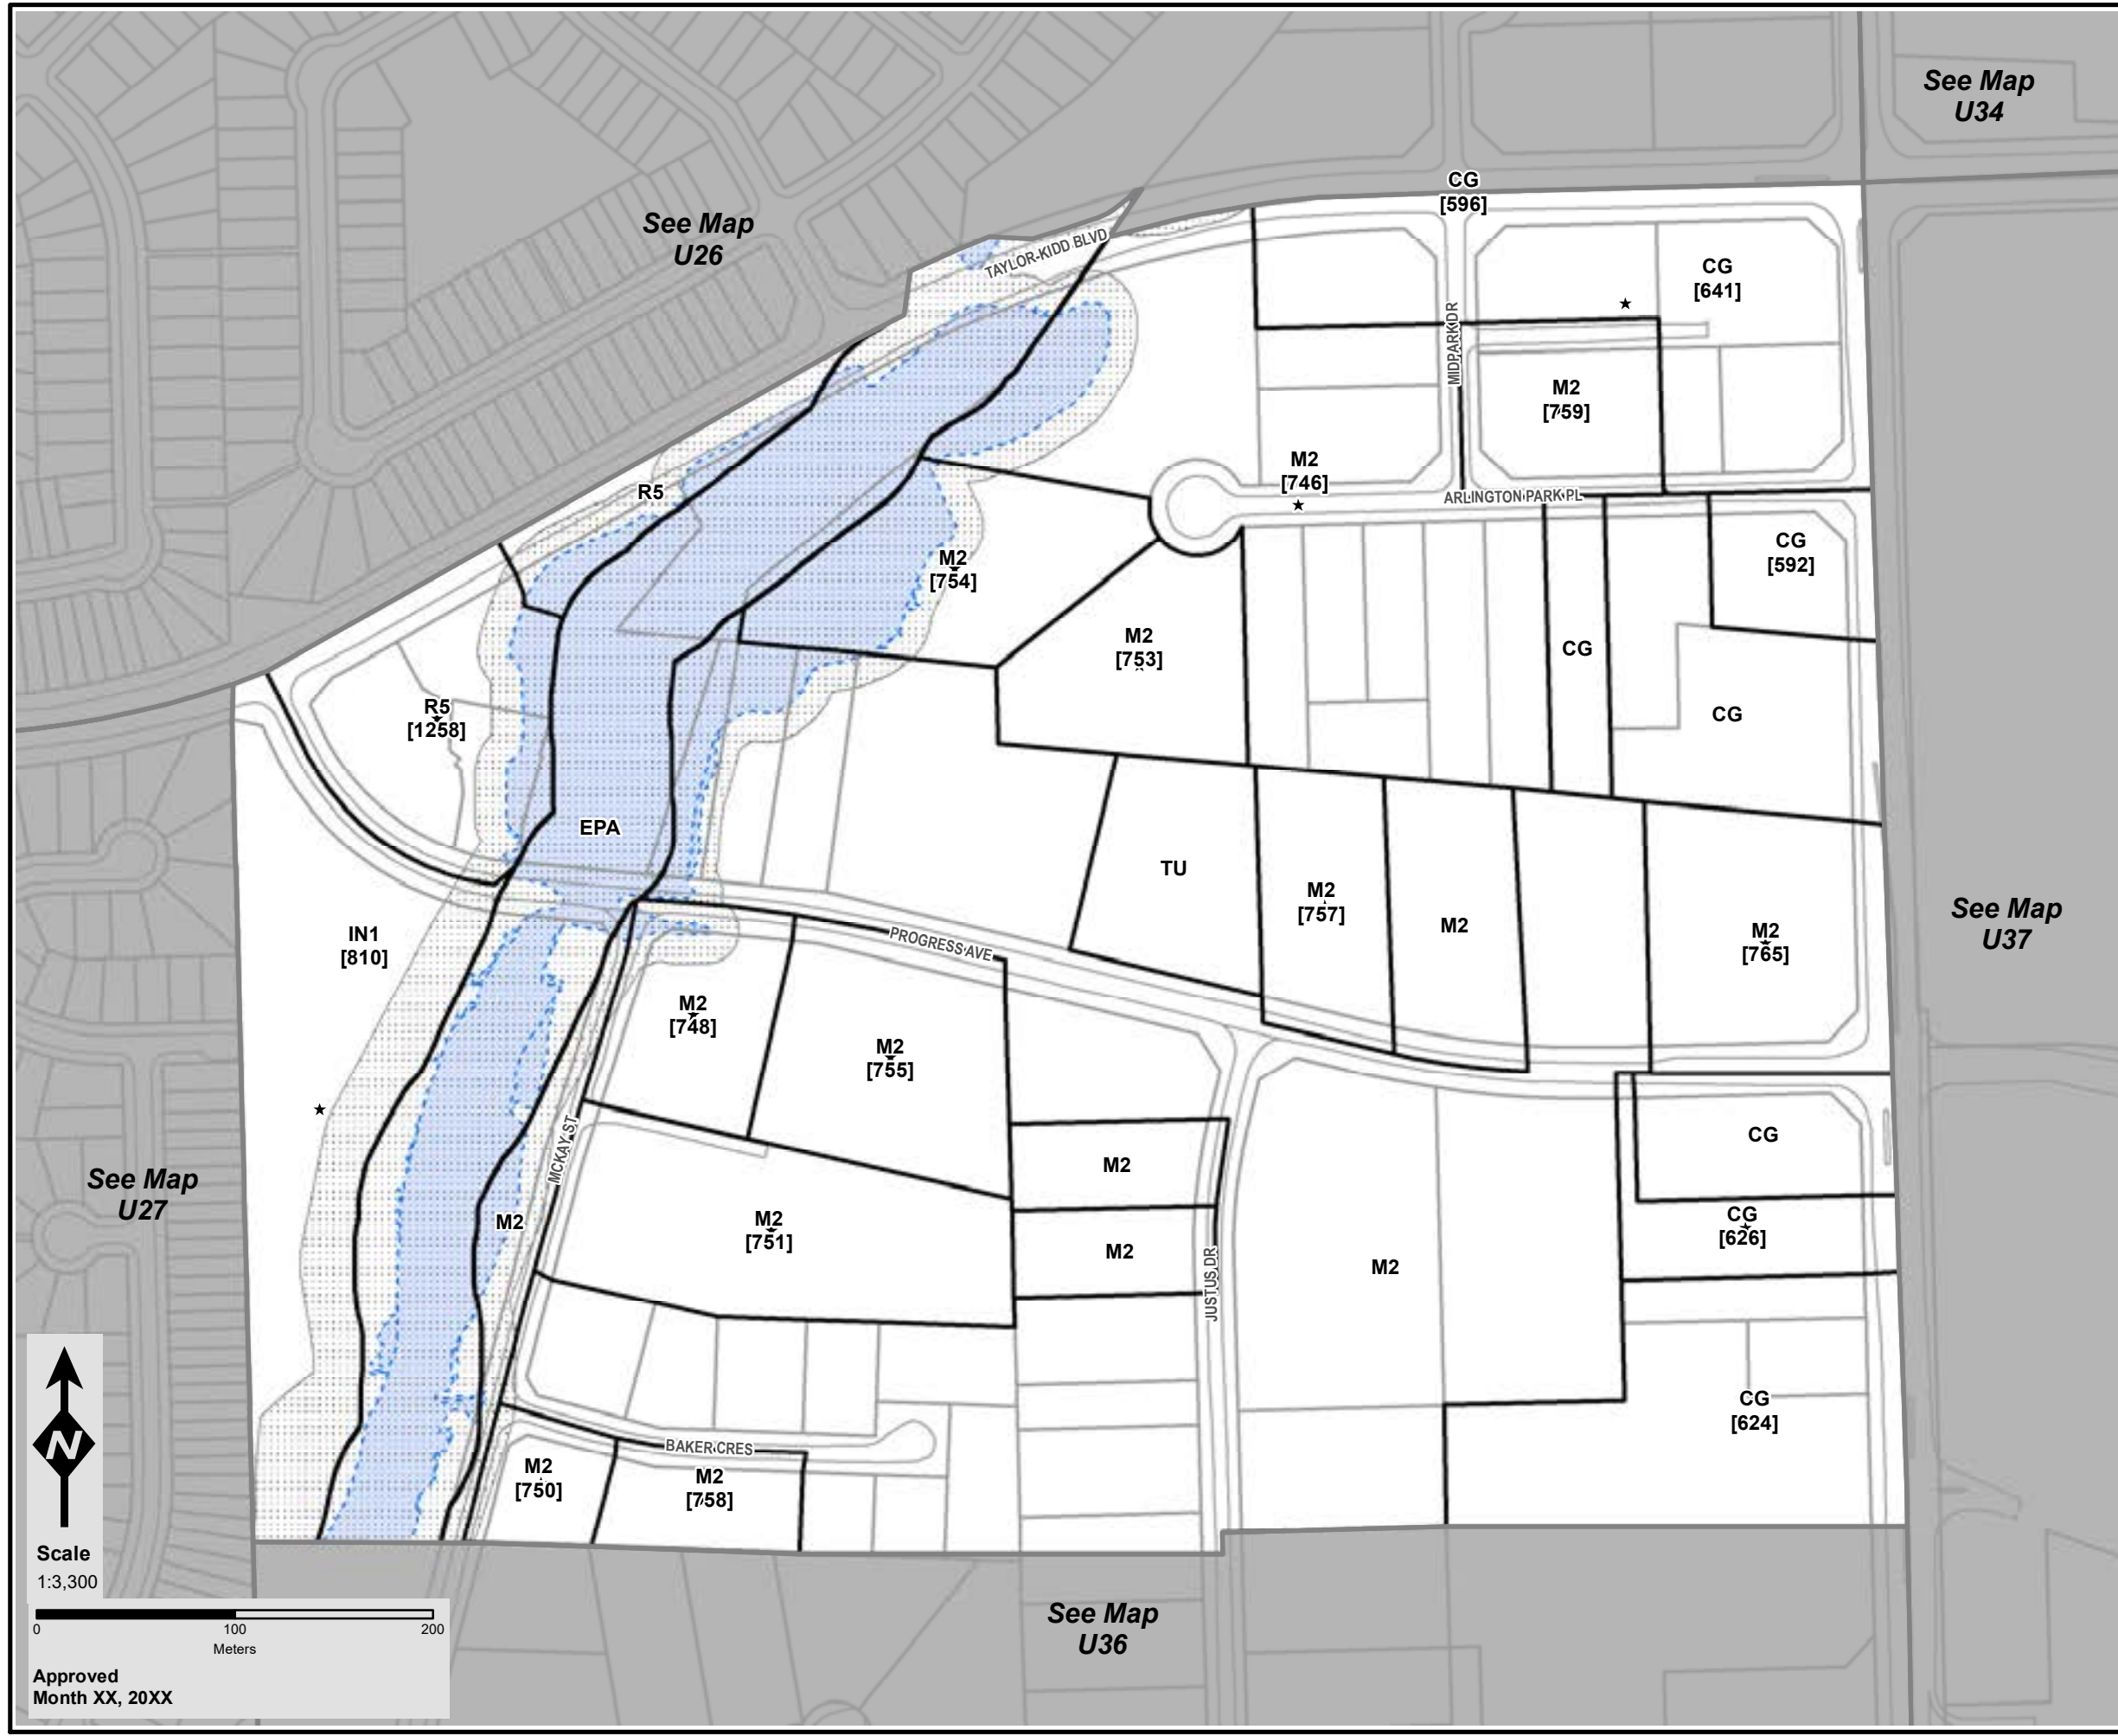 See Map
U34
CG
[596]
See Map
U26
TAYLOR-KIDD BLVD
CG
[641]
MIDPARK DR
M2
[759]
M2
[746]
R5
ARLINGTON PARK PL
CG
[592]
M2
[754]
M2
[753]
CG
CG
R5
[1258]
EPA
TU
M2
[757]
M2
M2
[765]
See Map
U37
IN1
[810]
PROGRESS AVE
M2
[748]
M2
[755]
MCKAY ST
CG
M2
See Map
U27
M2
M2
[751]
M2
JUSTUS DR
M2
CG
[626]
CG
[624]
BAKER CRES
M2
[750]
M2
[758]
N
Scale
1:3,300
0 100 200
Meters
See Map
U36
Approved
Month XX, 20XX